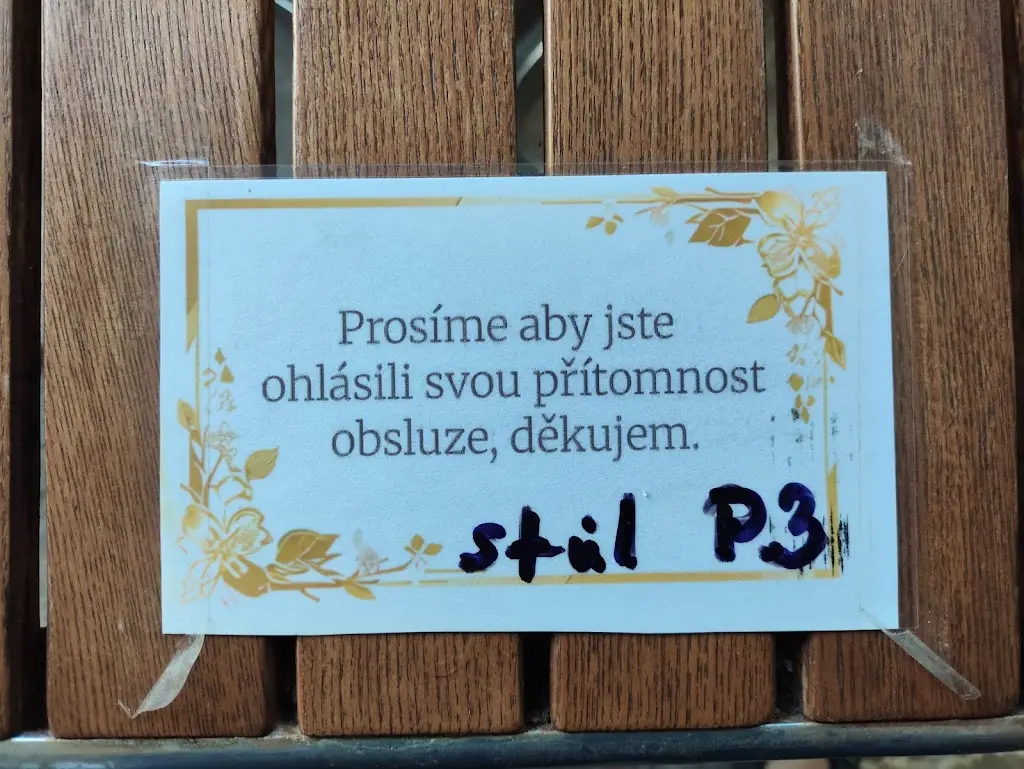 Prosíme aby jste
ohlásili svou přítomnost
obsluze, děkujem.
stůl P3